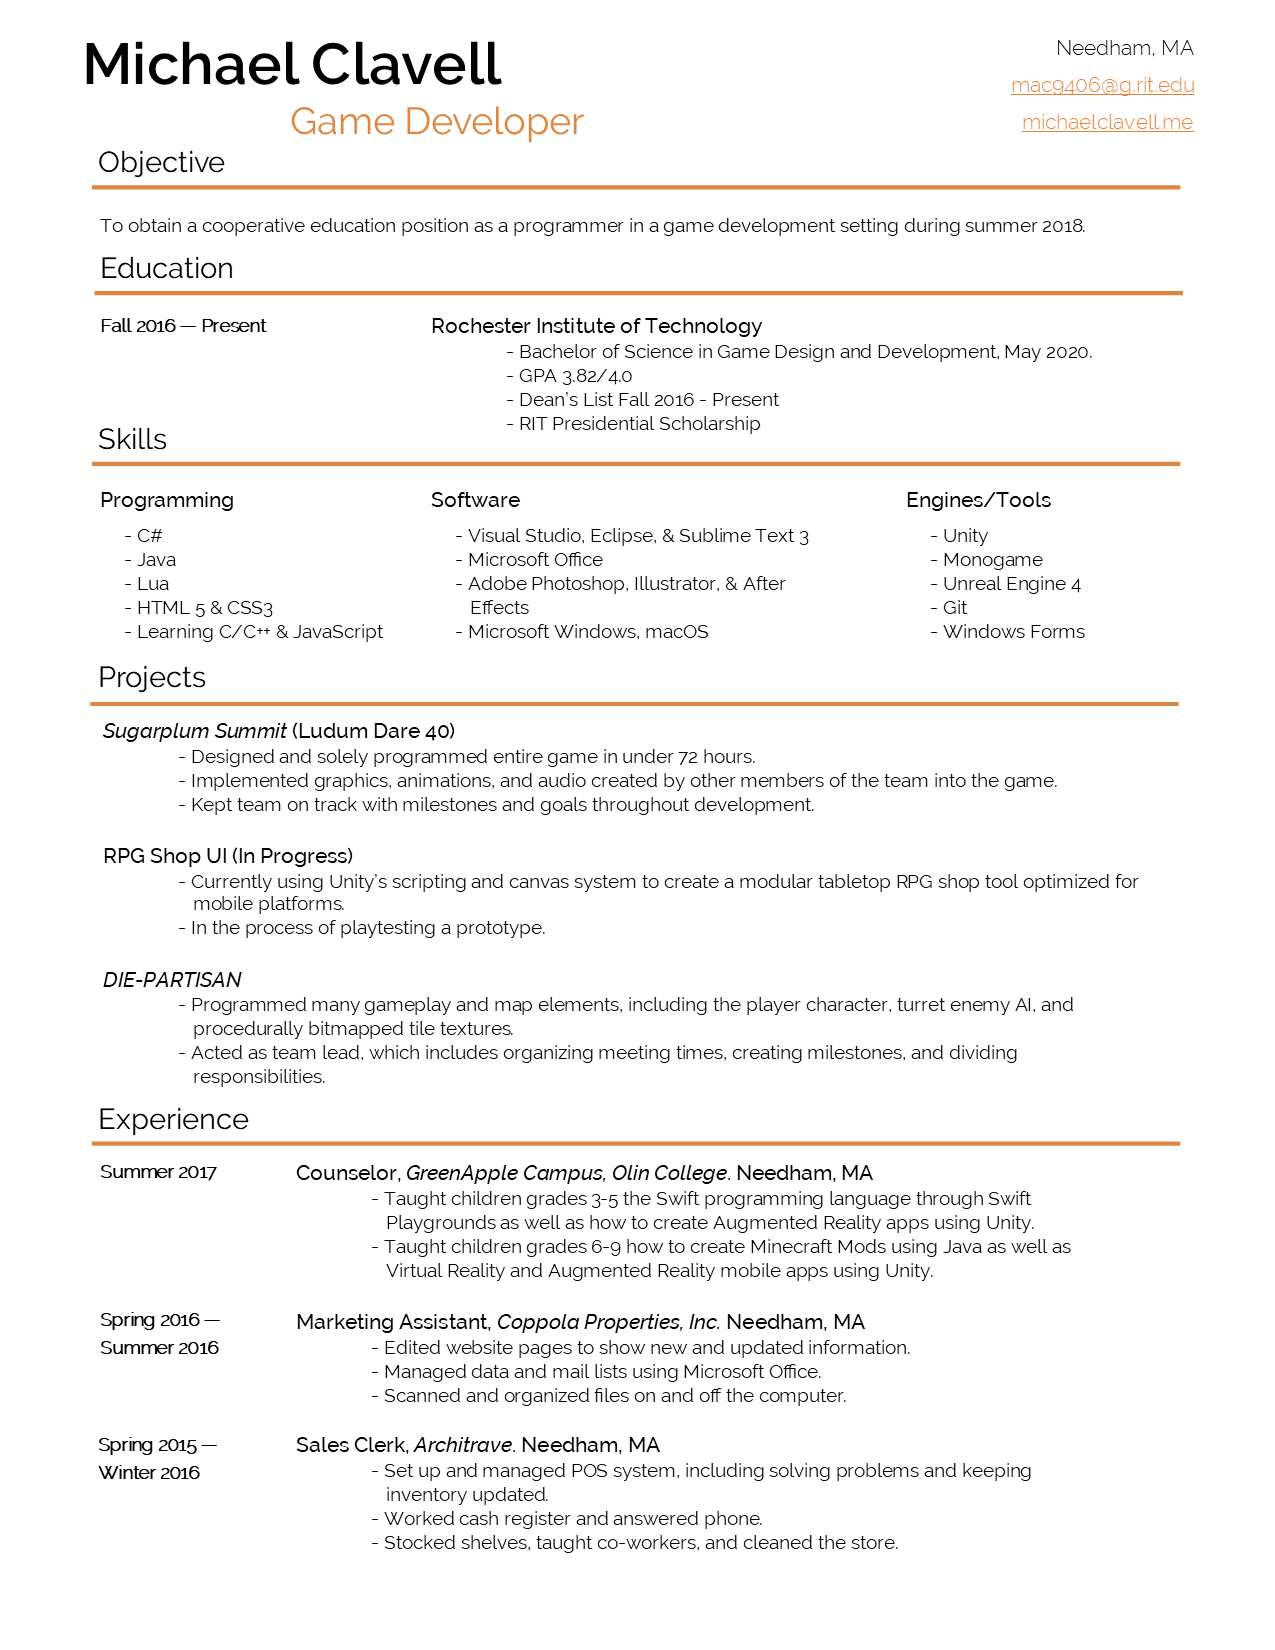 Michael Clavell
Game Developer
Needham, MA
mac9406@g.rit.edu
michaelclavell.me
Objective
To obtain a cooperative education position as a programmer in a game development setting during summer 2018.
Education
Fall 2016 — Present
Rochester Institute of Technology
- Bachelor of Science in Game Design and Development, May 2020.
- GPA 3.82/4.0
- Dean's List Fall 2016 - Present
- RIT Presidential Scholarship
Skills
Programming
- C#
- Java
- Lua
- HTML 5 & CSS3
- Learning C/C++ & JavaScript
Software
- Visual Studio, Eclipse, & Sublime Text 3
- Microsoft Office
- Adobe Photoshop, Illustrator, & After
Effects
- Microsoft Windows, macOS
Engines/Tools
- Unity
- Monogame
- Unreal Engine 4
- Git
- Windows Forms
Projects
Sugarplum Summit (Ludum Dare 40)
- Designed and solely programmed entire game in under 72 hours.
- Implemented graphics, animations, and audio created by other members of the team into the game.
- Kept team on track with milestones and goals throughout development.
RPG Shop UI (In Progress)
- Currently using Unity's scripting and canvas system to create a modular tabletop RPG shop tool optimized for
mobile platforms.
- In the process of playtesting a prototype.
DIE-PARTISAN
- Programmed many gameplay and map elements, including the player character, turret enemy AI, and
procedurally bitmapped tile textures.
- Acted as team lead, which includes organizing meeting times, creating milestones, and dividing
responsibilities.
Experience
Summer 2017
Counselor, GreenApple Campus, Olin College. Needham, MA
- Taught children grades 3-5 the Swift programming language through Swift
Playgrounds as well as how to create Augmented Reality apps using Unity.
- Taught children grades 6-9 how to create Minecraft Mods using Java as well as
Virtual Reality and Augmented Reality mobile apps using Unity.
Spring 2016 —
Summer 2016
Marketing Assistant, Coppola Properties, Inc. Needham, MA
- Edited website pages to show new and updated information.
- Managed data and mail lists using Microsoft Office.
- Scanned and organized files on and off the computer.
Spring 2015 —
Winter 2016
Sales Clerk, Architrave. Needham, MA
- Set up and managed POS system, including solving problems and keeping
inventory updated.
- Worked cash register and answered phone.
- Stocked shelves, taught co-workers, and cleaned the store.